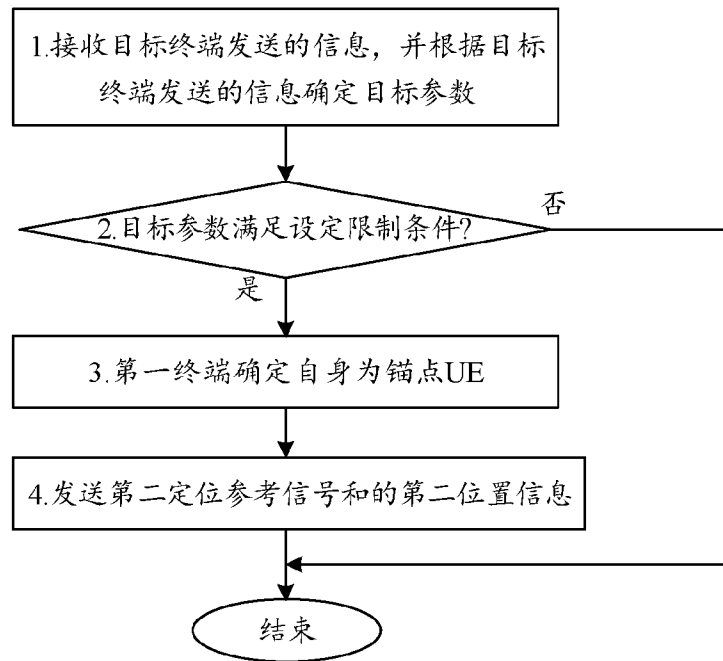 1.接收目标终端发送的信息，并根据目标
终端发送的信息确定目标参数
2.目标参数满足设定限制条件?
否
是
3.第一终端确定自身为锚点UE
4.发送第二定位参考信号和的第二位置信息
结束